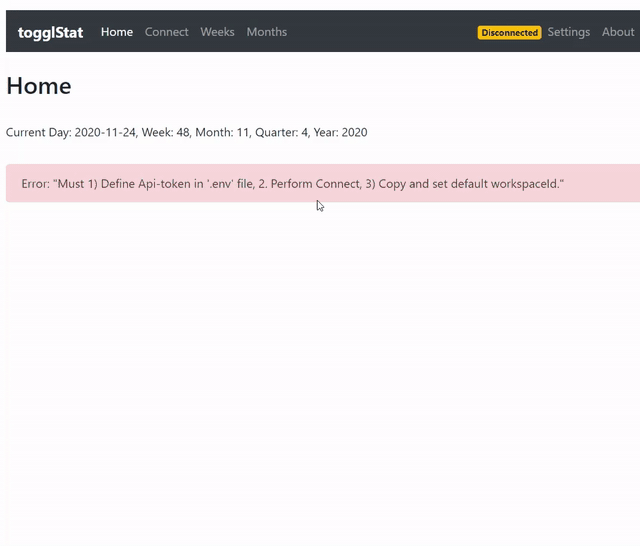 togglStat Home Connect Weeks Months Disconnected Settings About
Home
Current Day: 2020-11-24, Week: 48, Month: 11, Quarter: 4, Year: 2020
Error: "Must 1) Define Api-token in '.env' file, 2. Perform Connect, 3) Copy and set default workspaceId."